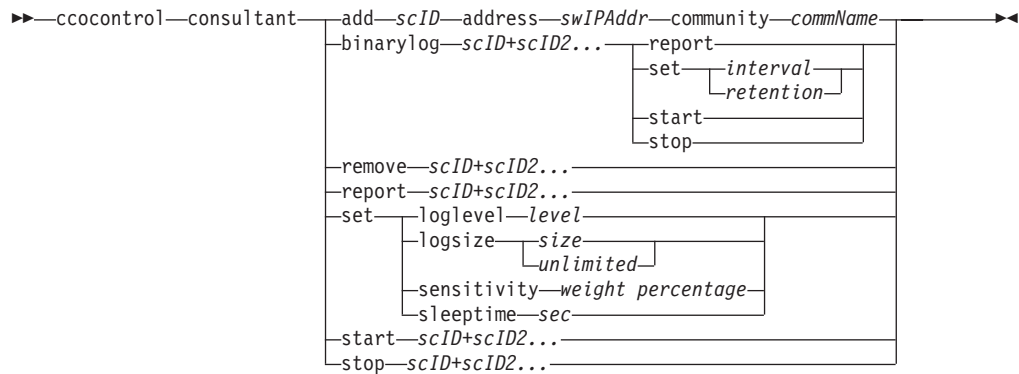 ccocontrol consultant add scID address swIPAddr community commName
binarylog scID+scID2... report
set interval
retention
start
stop
remove scID+scID2...
report scID+scID2...
set loglevel level
logsize size
unlimited
sensitivity weight percentage
sleeptime sec
start scID+scID2...
stop scID+scID2...